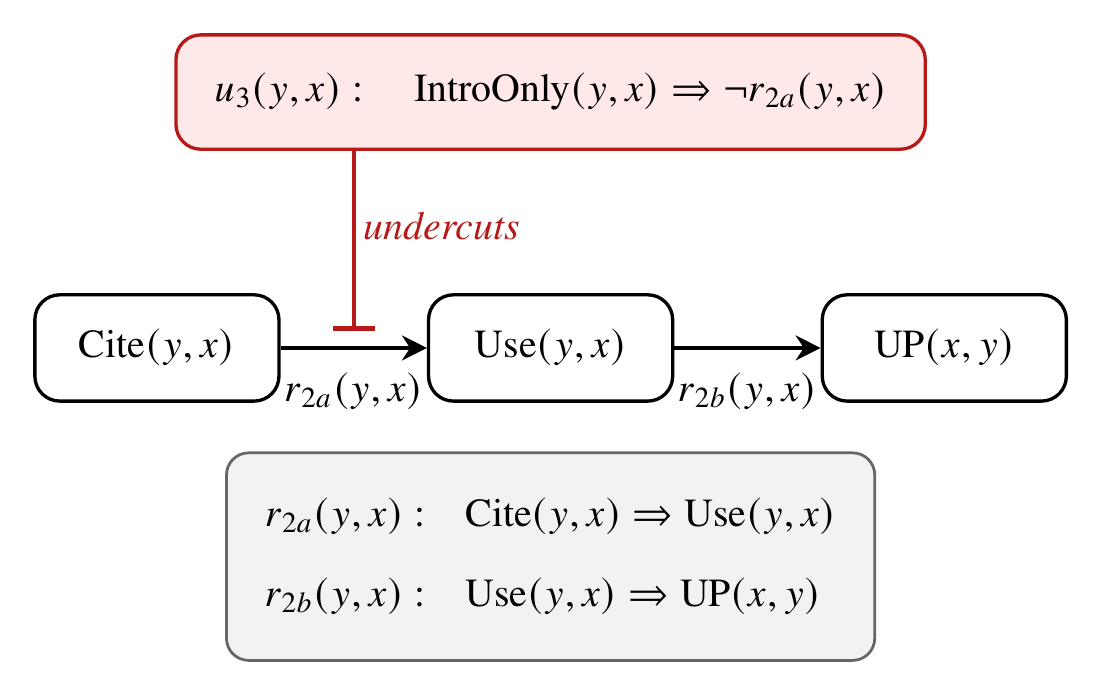 u₃(y, x) : IntroOnly(y, x) ⇒ ¬r₂ₐ(y, x)
undercuts
Cite(y, x) Use(y, x) UP(x, y)
r₂ₐ(y, x) r₂b(y, x)
r₂ₐ(y, x) : Cite(y, x) ⇒ Use(y, x)
r₂b(y, x) : Use(y, x) ⇒ UP(x, y)